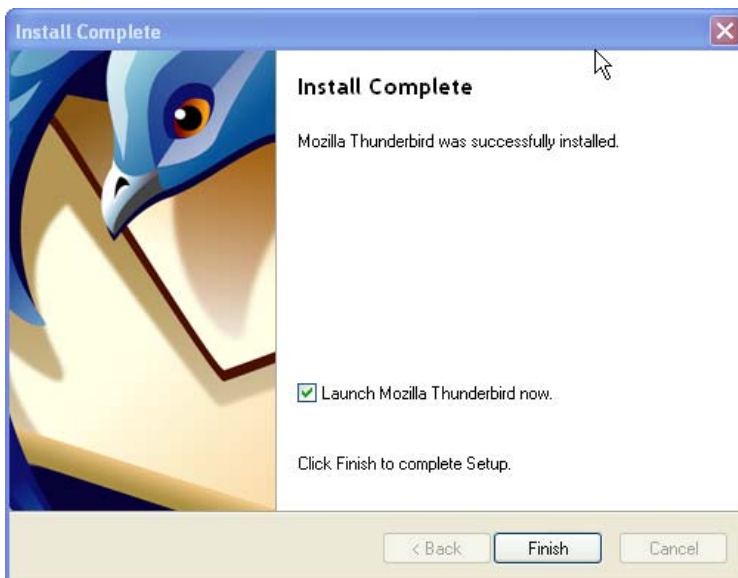 Install Complete
Install Complete
Mozilla Thunderbird was successfully installed.
Launch Mozilla Thunderbird now.
Click Finish to complete Setup.
< Back
Finish
Cancel